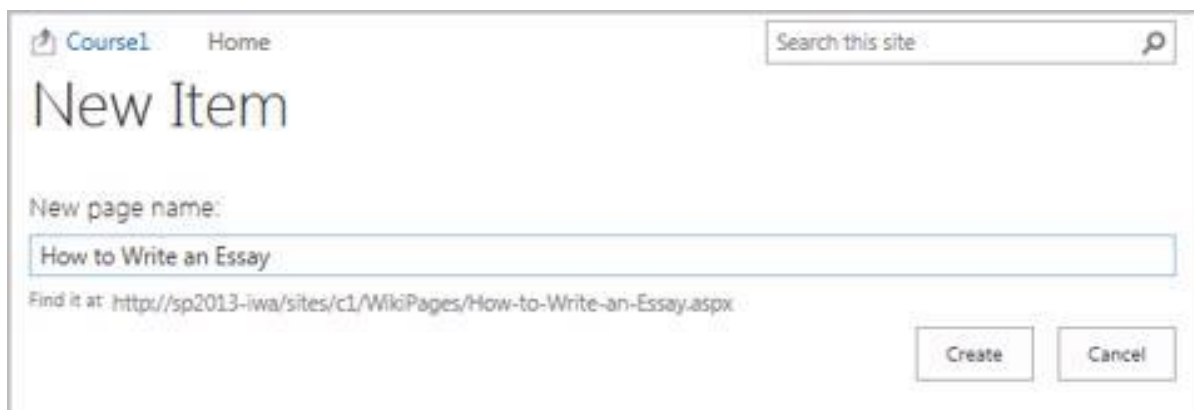 Course1 Home Search this site
New Item
New page name:
How to Write an Essay
Find it at http://sp2013-iwa/sites/c1/WikiPages/How-to-Write-an-Essay.aspx
Create Cancel